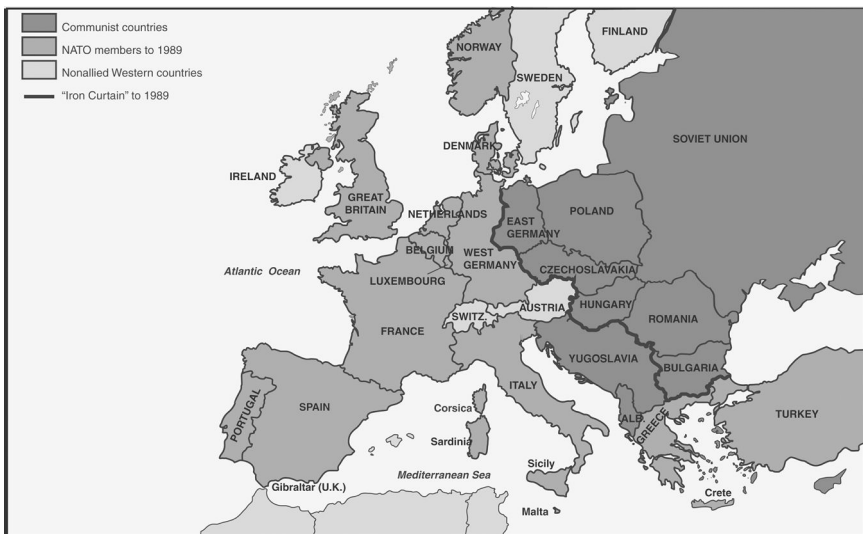 Communist countries
NATO members to 1989
Nonallied Western countries
“Iron Curtain” to 1989
FINLAND
NORWAY
SWEDEN
SOVIET UNION
DENMARK
IRELAND
GREAT
BRITAIN
NETHERLANDS
EAST
GERMANY
POLAND
BELGIUM
WEST
GERMANY
Atlantic Ocean
LUXEMBOURG
CZECHOSLAVAKIA
AUSTRIA
HUNGARY
SWITZ.
ROMANIA
FRANCE
YUGOSLAVIA
BULGARIA
ITALY
PORTUGAL
SPAIN
Corsica
ALB.
GREECE
TURKEY
Sardinia
Mediterranean Sea
Sicily
Gibraltar (U.K.)
Crete
Malta